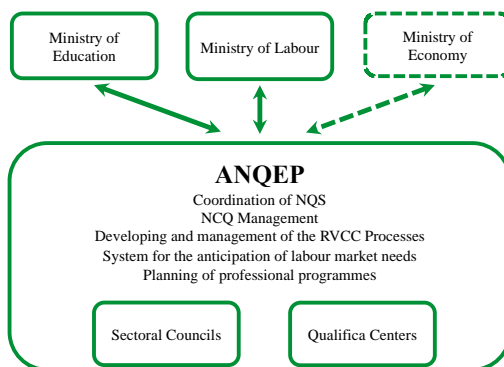 Ministry of
Education
Ministry of Labour
Ministry of
Economy
ANQEP
Coordination of NQS
NCQ Management
Developing and management of the RVCC Processes
System for the anticipation of labour market needs
Planning of professional programmes
Sectoral Councils
Qualifica Centers